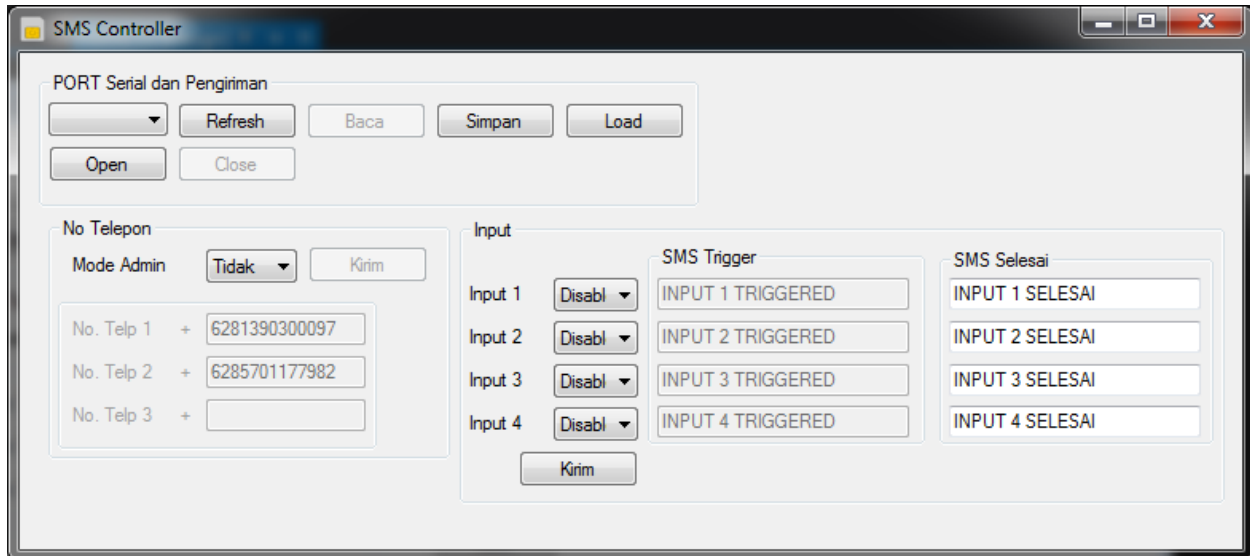 SMS Controller
PORT Serial dan Pengiriman
Refresh Baca Simpan Load
Open Close
No Telepon
Mode Admin Tidak Kirim
No. Telp 1 + 6281390300097
No. Telp 2 + 6285701177982
No. Telp 3 +
Input
SMS Trigger SMS Selesai
Input 1 Disabl INPUT 1 TRIGGERED INPUT 1 SELESAI
Input 2 Disabl INPUT 2 TRIGGERED INPUT 2 SELESAI
Input 3 Disabl INPUT 3 TRIGGERED INPUT 3 SELESAI
Input 4 Disabl INPUT 4 TRIGGERED INPUT 4 SELESAI
Kirim